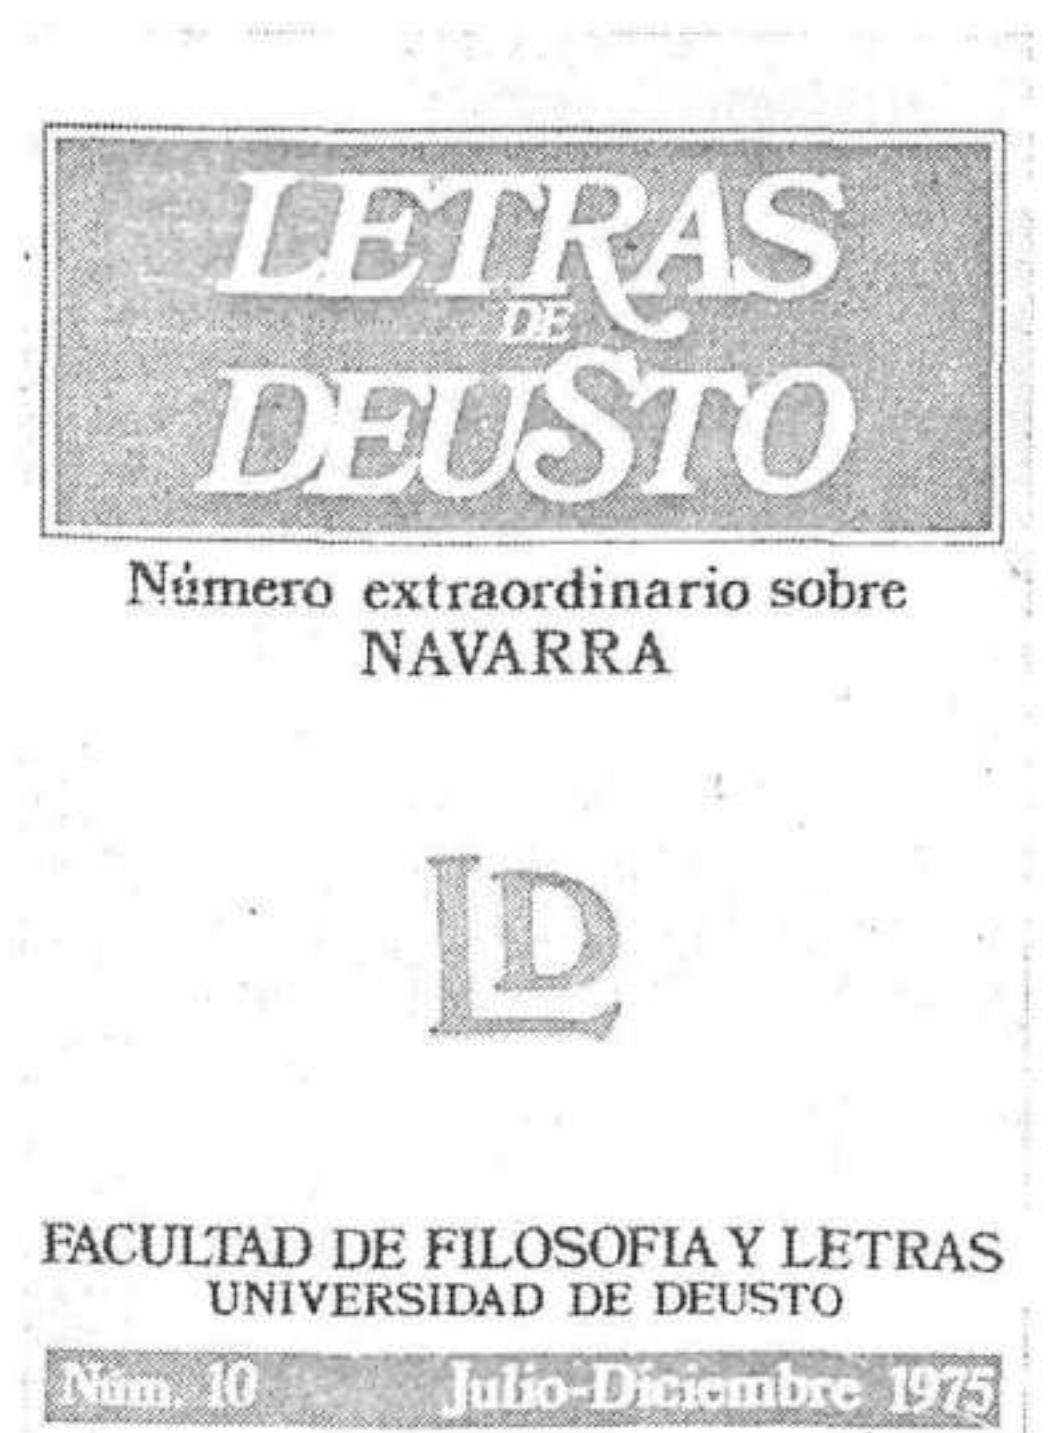 LETRAS
DE
DEUSTO
Número extraordinario sobre
NAVARRA
LD
FACULTAD DE FILOSOFIA Y LETRAS
UNIVERSIDAD DE DEUSTO
Núm. 10 Julio-Diciembre 1975